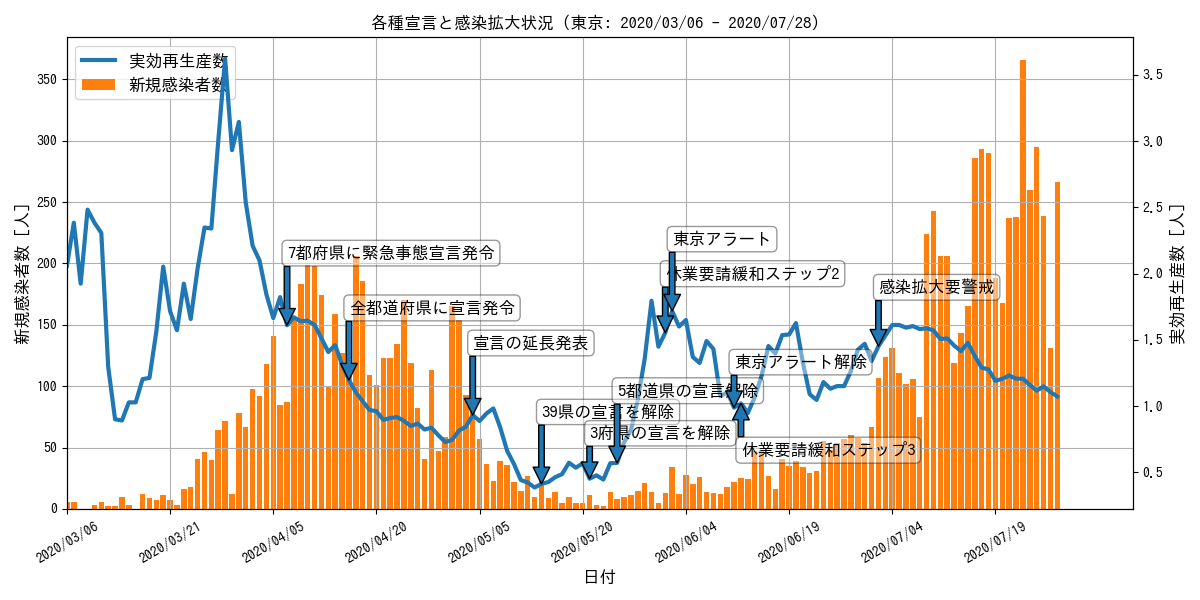 各種宣言と感染拡大状況 (東京: 2020/03/06 - 2020/07/28)
実効再生産数
新規感染者数
新規感染者数 [人]
350
300
250
200
150
100
50
0
3.5
3.0
2.5
2.0
1.5
1.0
0.5
実効再生産数 [人]
7都府県に緊急事態宣言発令
全都道府県に宣言発令
宣言の延長発表
39県の宣言を解除
3府県の宣言を解除
5都道県の宣言解除
休業要請緩和ステップ2
東京アラート
東京アラート解除
休業要請緩和ステップ3
感染拡大要警戒
2020/03/06
2020/03/21
2020/04/05
2020/04/20
2020/05/05
2020/05/20
2020/06/04
2020/06/19
2020/07/04
2020/07/19
日付